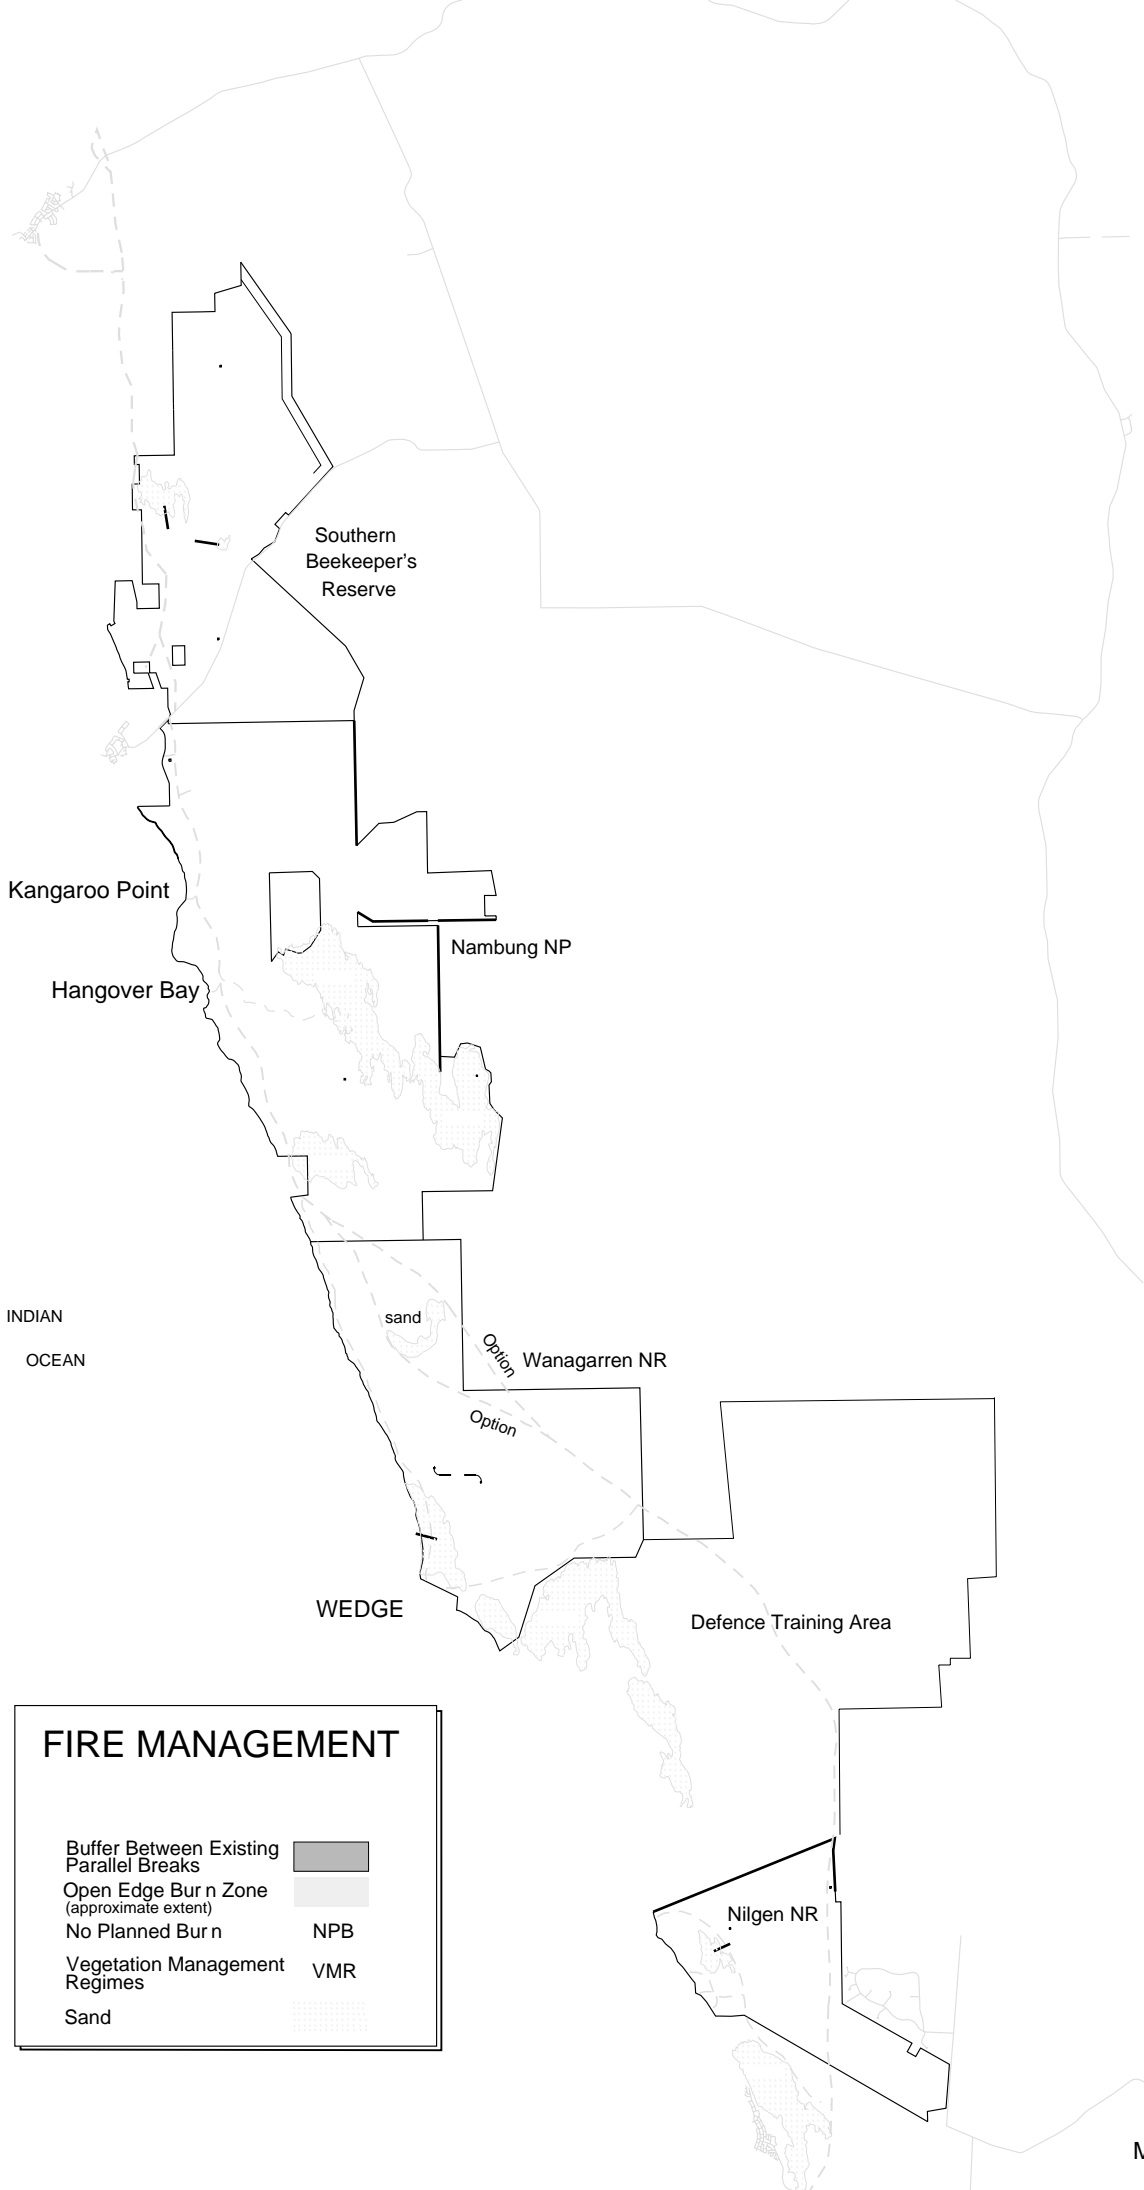 Southern
Beekeeper's
Reserve
Kangaroo Point
Nambung NP
Hangover Bay
INDIAN
OCEAN
sand
Option
Wanagarren NR
Option
WEDGE
Defence Training Area
FIRE MANAGEMENT
Buffer Between Existing
Parallel Breaks
Open Edge Burn Zone
(approximate extent)
No Planned Burn NPB
Vegetation Management
Regimes VMR
Sand
Nilgen NR